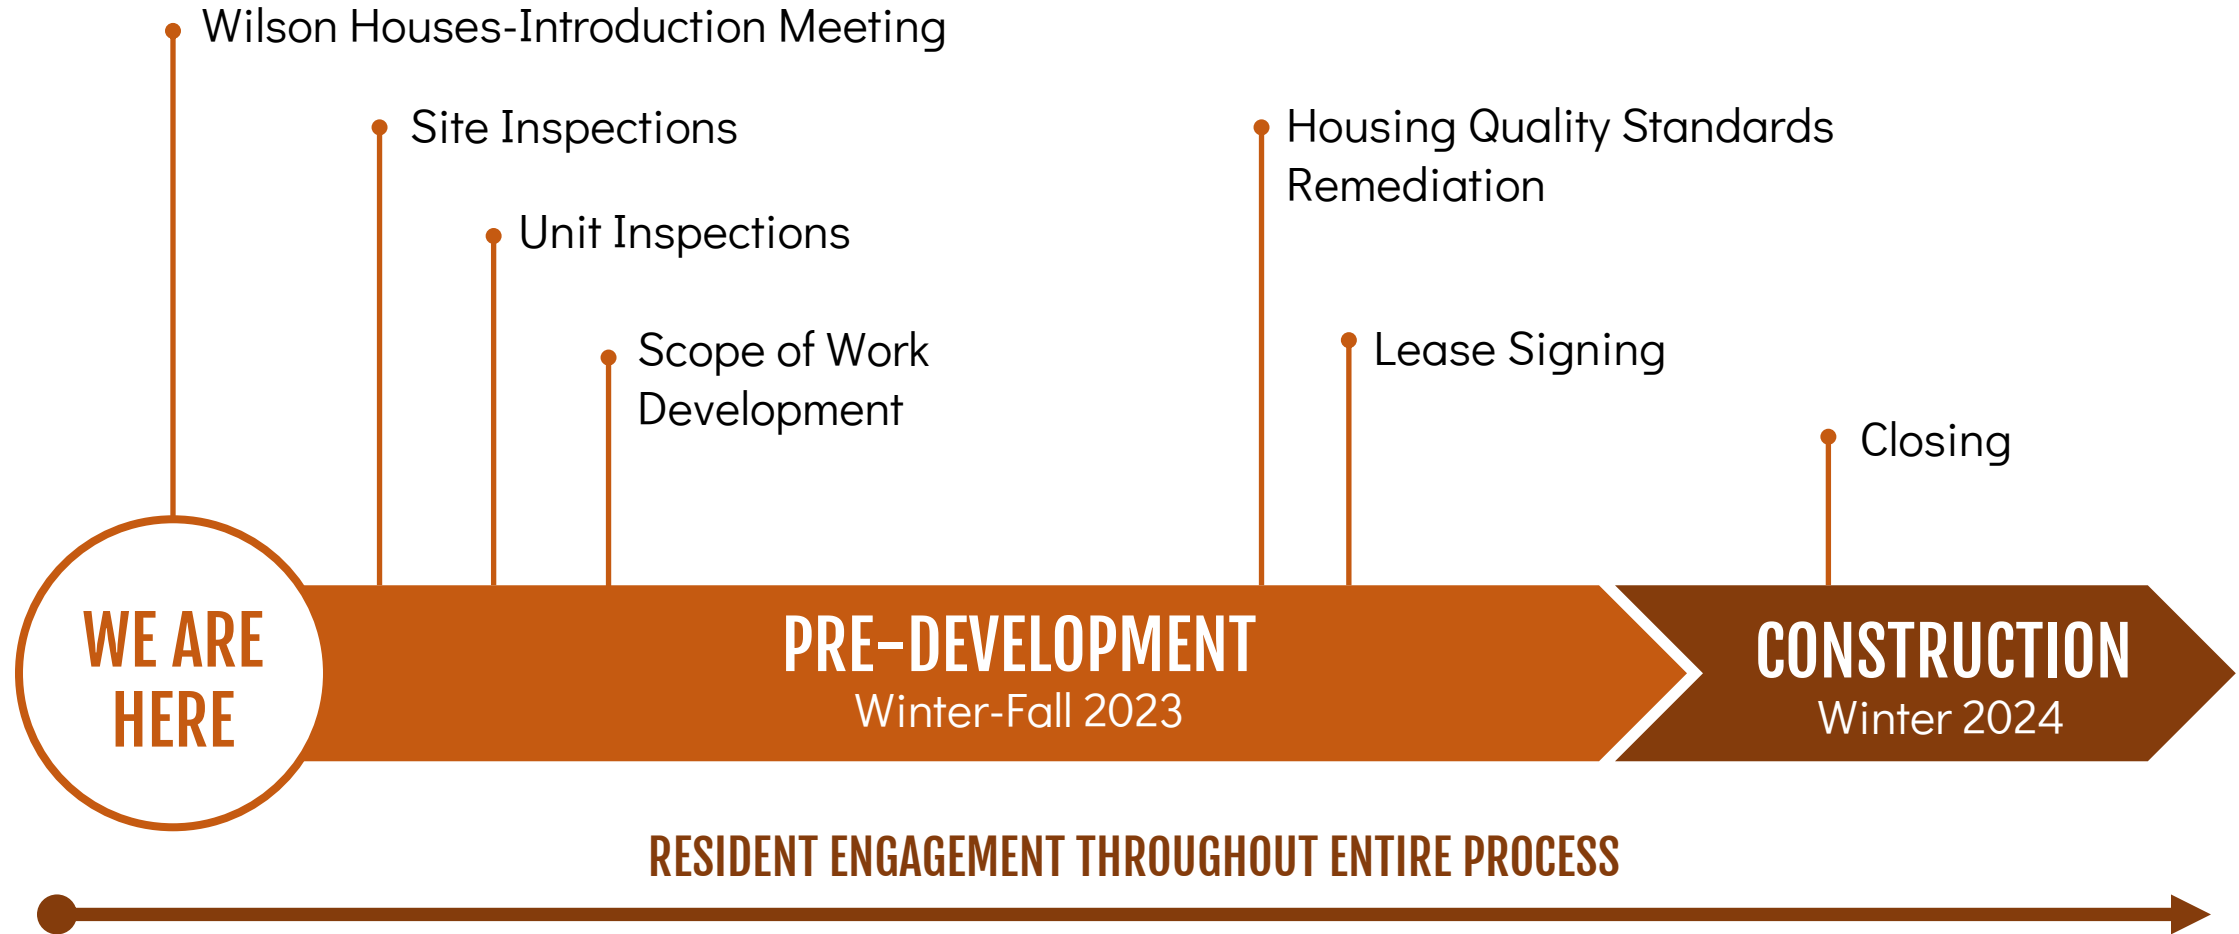 Wilson Houses-Introduction Meeting
Site Inspections
Unit Inspections
Scope of Work
Development
Housing Quality Standards
Remediation
Lease Signing
Closing
WE ARE
HERE
PRE-DEVELOPMENT
Winter-Fall 2023
CONSTRUCTION
Winter 2024
RESIDENT ENGAGEMENT THROUGHOUT ENTIRE PROCESS